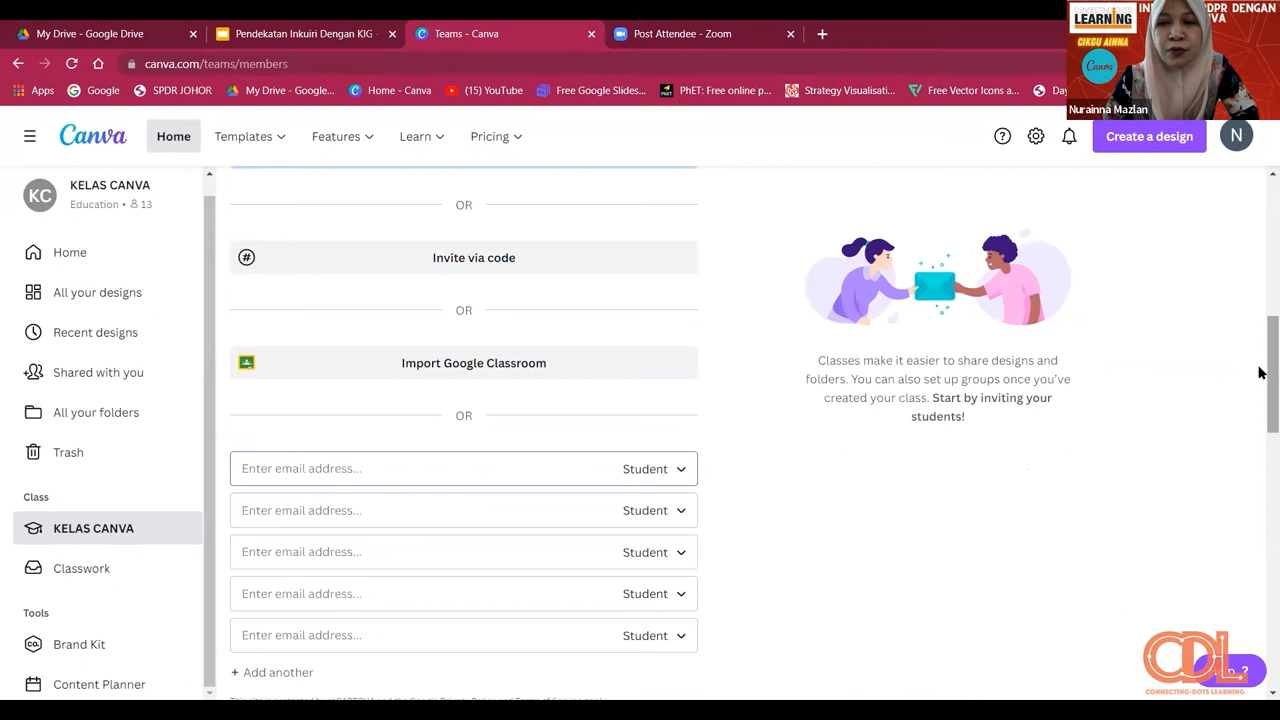 My Drive - Google Drive
Pendekatan Inkuiri Dengan KIG -
Teams - Canva
Post Attendee - Zoom
canva.com/teams/members
Apps
Google
SPDR JOHOR
My Drive - Google...
Home - Canva
(15) YouTube
Free Google Slides...
PhET: Free online p...
Strategy Visualisati...
Free Vector Icons a...
LEARNING
CIKGU AINNA
Canva
Nurainna Mazlan
Canva
Home
Templates
Features
Learn
Pricing
Create a design
N
KC
KELAS CANVA
Education • 13
Home
All your designs
Recent designs
Shared with you
All your folders
Trash
Class
KELAS CANVA
Classwork
Tools
Brand Kit
Content Planner
OR
Invite via code
OR
Import Google Classroom
OR
Enter email address... Student
Enter email address... Student
Enter email address... Student
Enter email address... Student
Enter email address... Student
+ Add another
Classes make it easier to share designs and
folders. You can also set up groups once you've
created your class. Start by inviting your
students!
CDL
CONNECTING-DOTS LEARNING